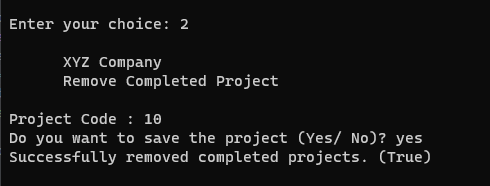 Enter your choice: 2
XYZ Company
Remove Completed Project
Project Code : 10
Do you want to save the project (Yes/ No)? yes
Successfully removed completed projects. (True)